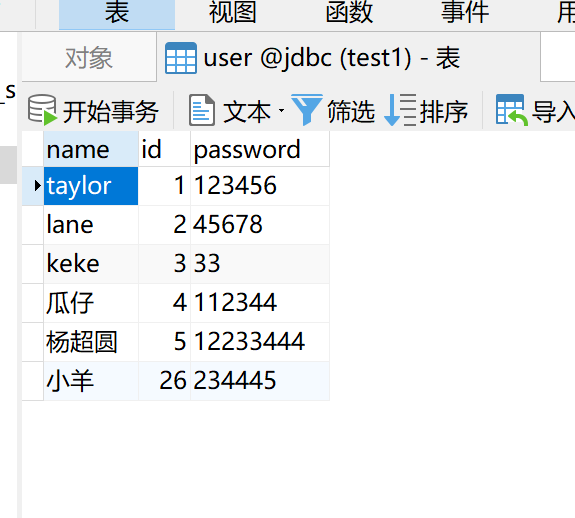 表 视图 函数 事件 用
_s
对象 user @jdbc (test1) - 表
开始事务 文本 筛选 排序 导入
name id password
taylor 1 123456
lane 2 45678
keke 3 33
瓜仔 4 112344
杨超圆 5 12233444
小羊 26 234445